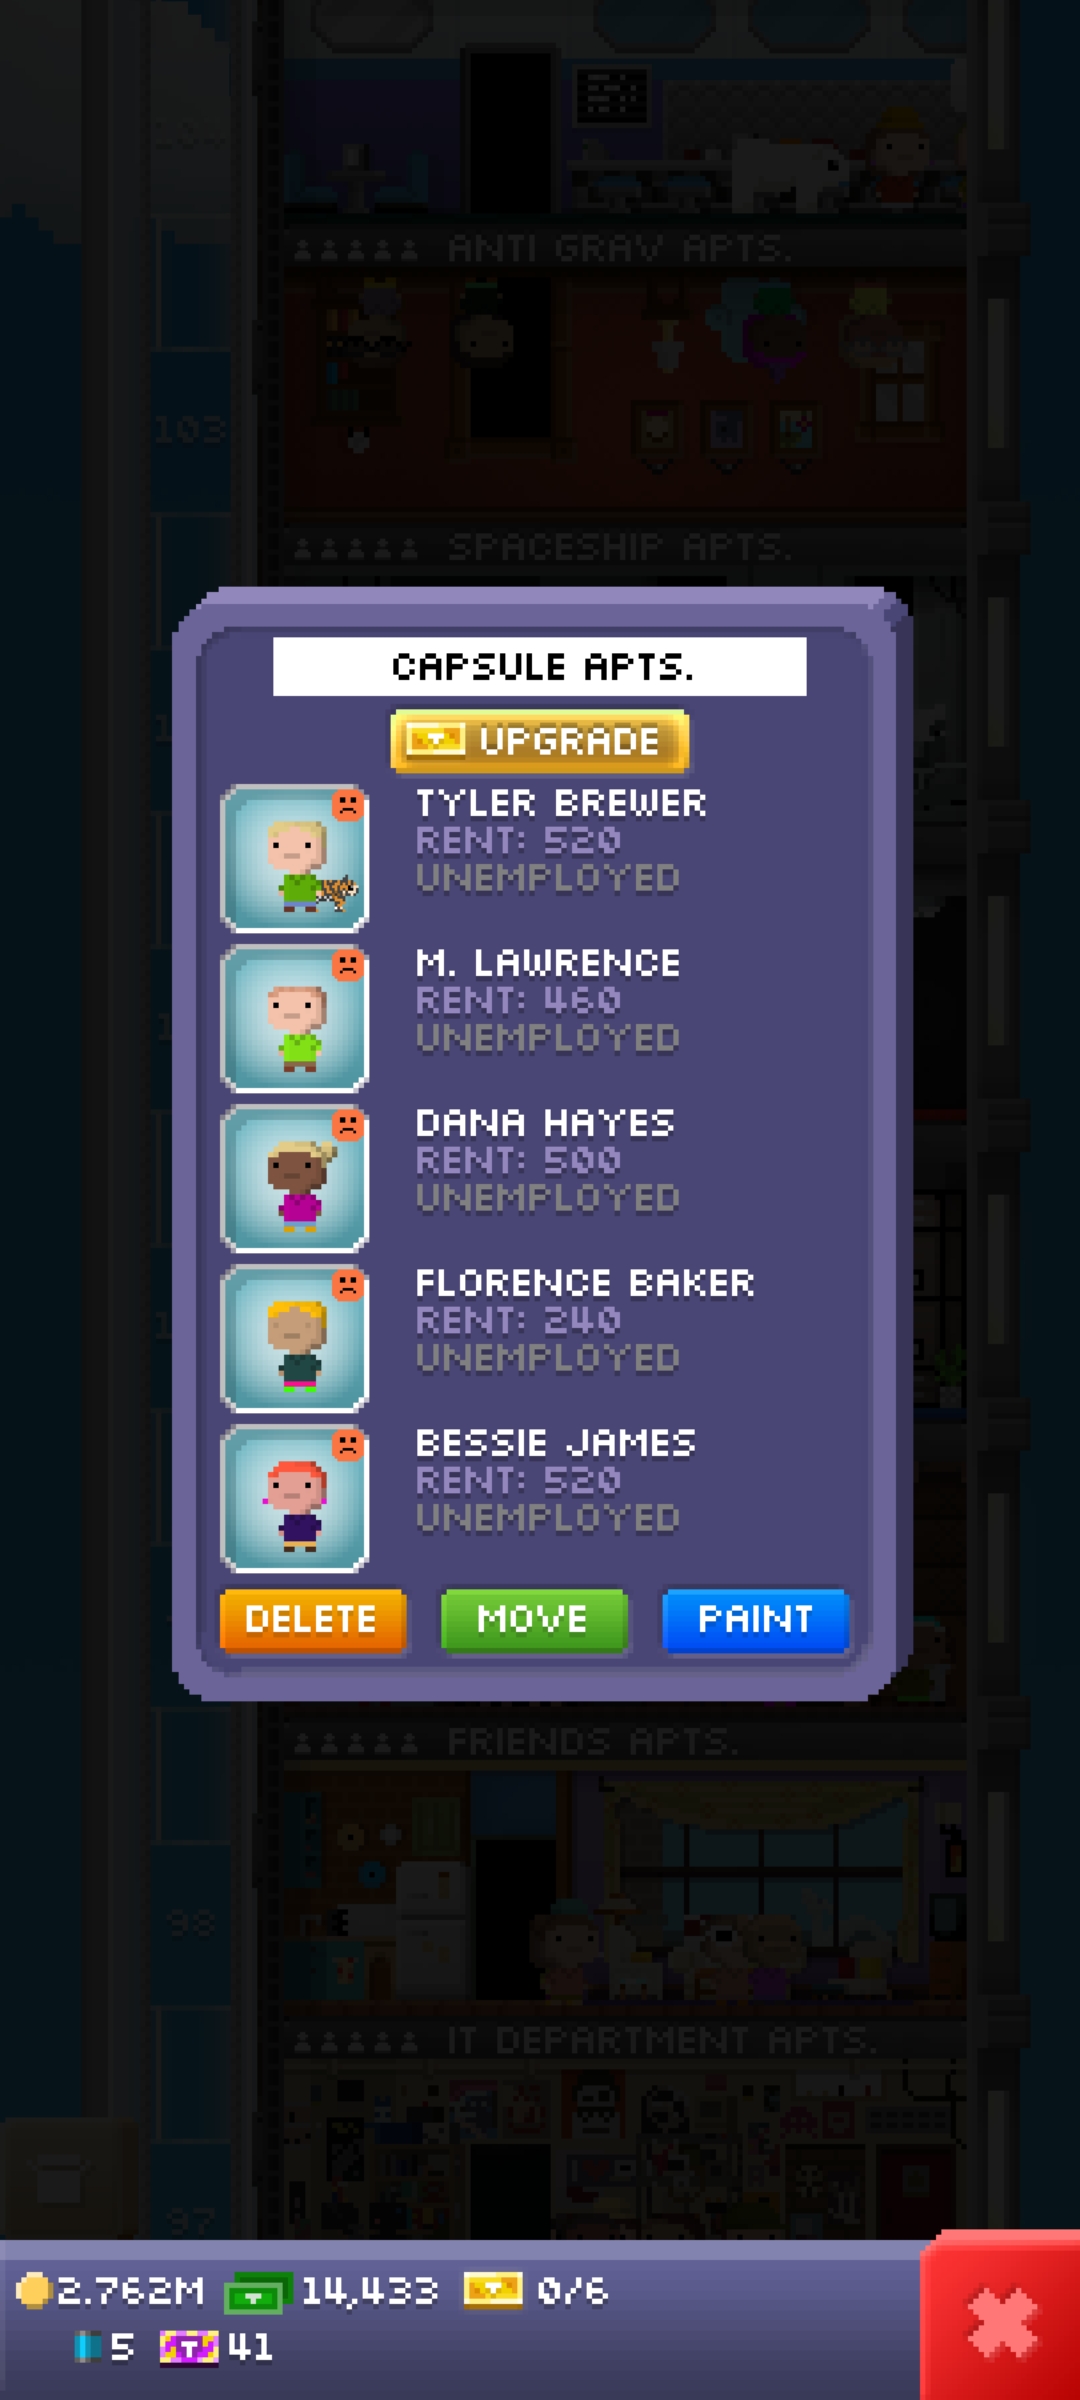 ANTI GRAV APTS.
103
SPACESHIP APTS.
CAPSULE APTS.
UPGRADE
TYLER BREWER
RENT: 520
UNEMPLOYED
M. LAWRENCE
RENT: 460
UNEMPLOYED
DANA HAYES
RENT: 500
UNEMPLOYED
FLORENCE BAKER
RENT: 240
UNEMPLOYED
BESSIE JAMES
RENT: 520
UNEMPLOYED
DELETE MOVE PAINT
FRIENDS APTS.
98
IT DEPARTMENT APTS.
97
2.762M 14,433 0/6
5 41